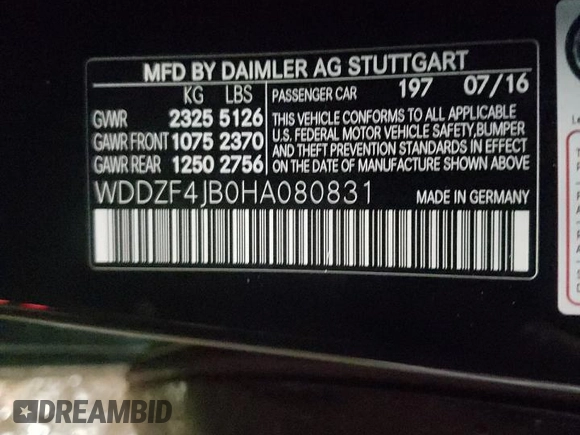 MFD BY DAIMLER AG STUTTGART
KG LBS
GVWR 2325 5126
GAWR FRONT 1075 2370
GAWR REAR 1250 2756
PASSENGER CAR 197 07/16
THIS VEHICLE CONFORMS TO ALL APPLICABLE
U.S. FEDERAL MOTOR VEHICLE SAFETY,BUMPER
AND THEFT PREVENTION STANDARDS IN EFFECT
ON THE DATE OF MANUFACTURE SHOWN ABOVE
WDDZF4JB0HA080831 MADE IN GERMANY
DREAMBID